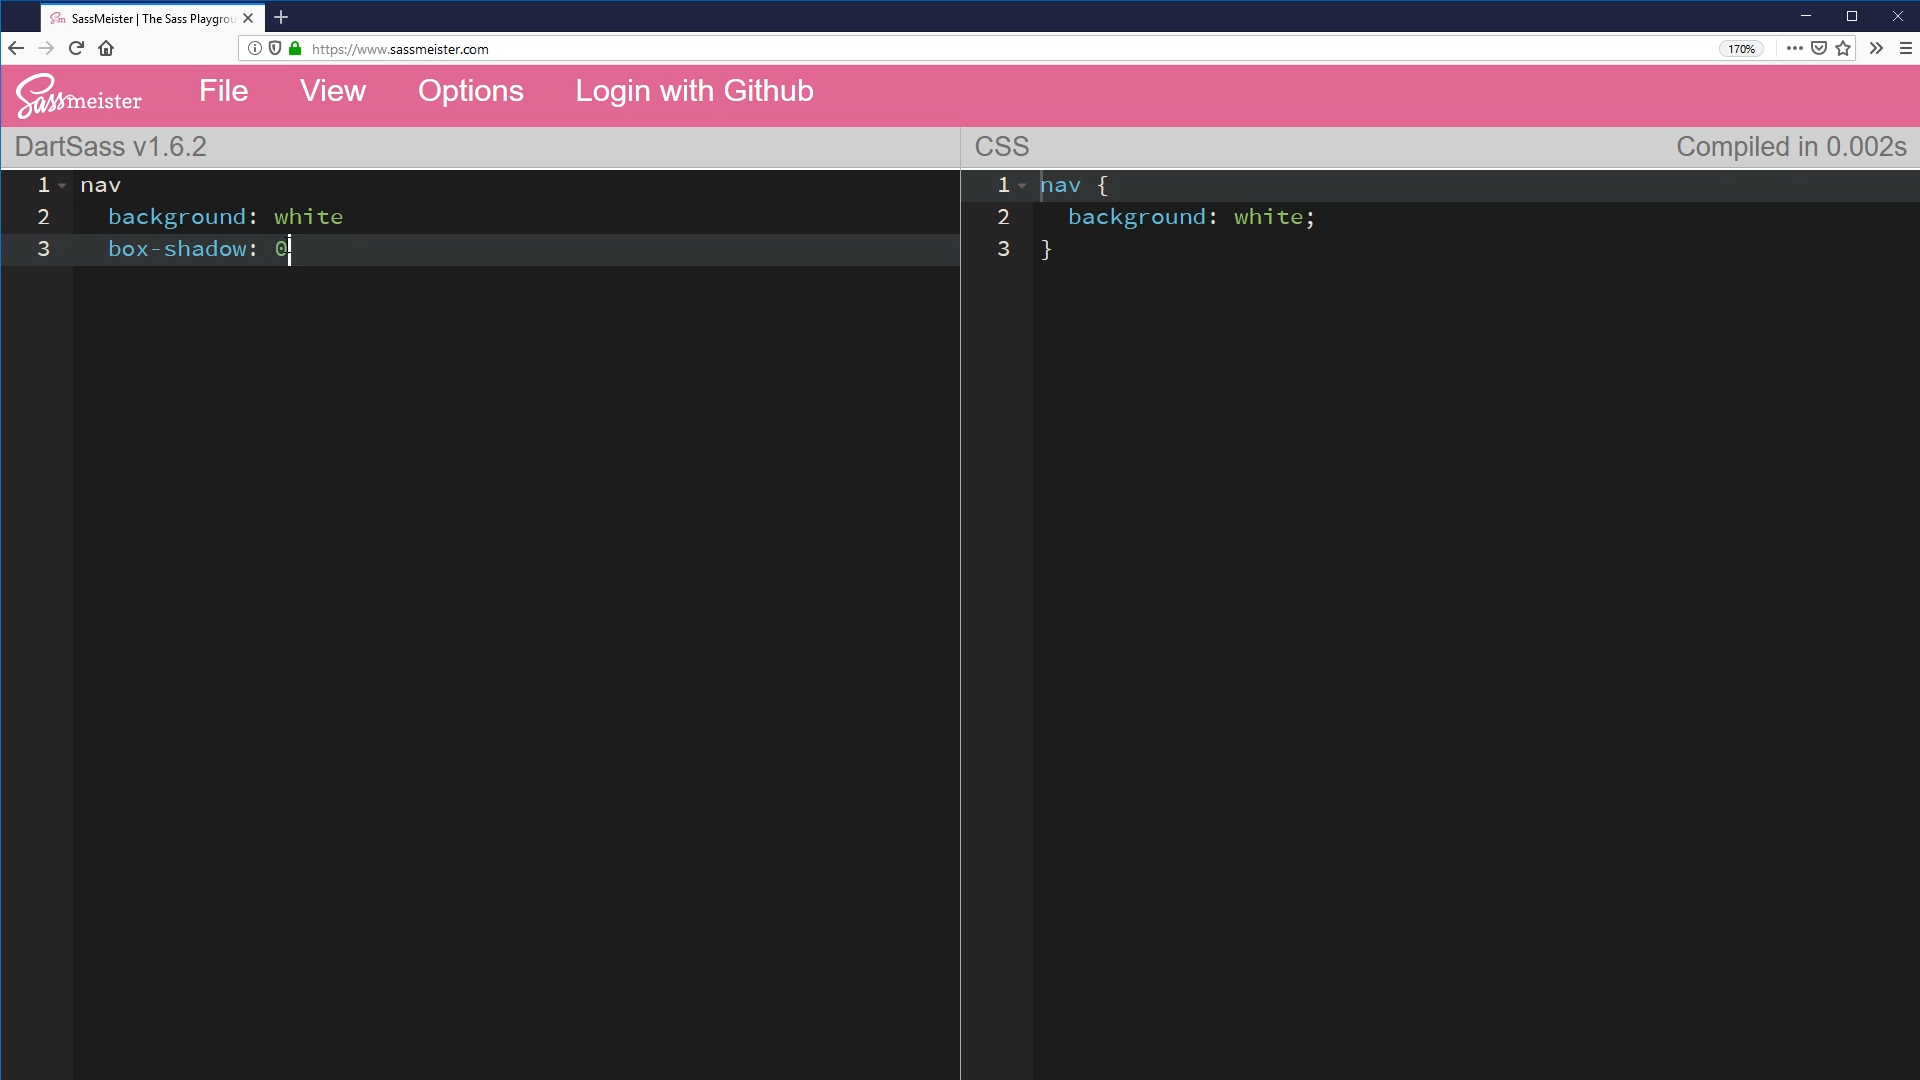 SassMeister | The Sass Playgrou
https://www.sassmeister.com
170%
Sassmeister
File
View
Options
Login with Github
DartSass v1.6.2
CSS
Compiled in 0.002s
1 nav
2 background: white
3 box-shadow: 0
1 nav {
2 background: white;
3 }